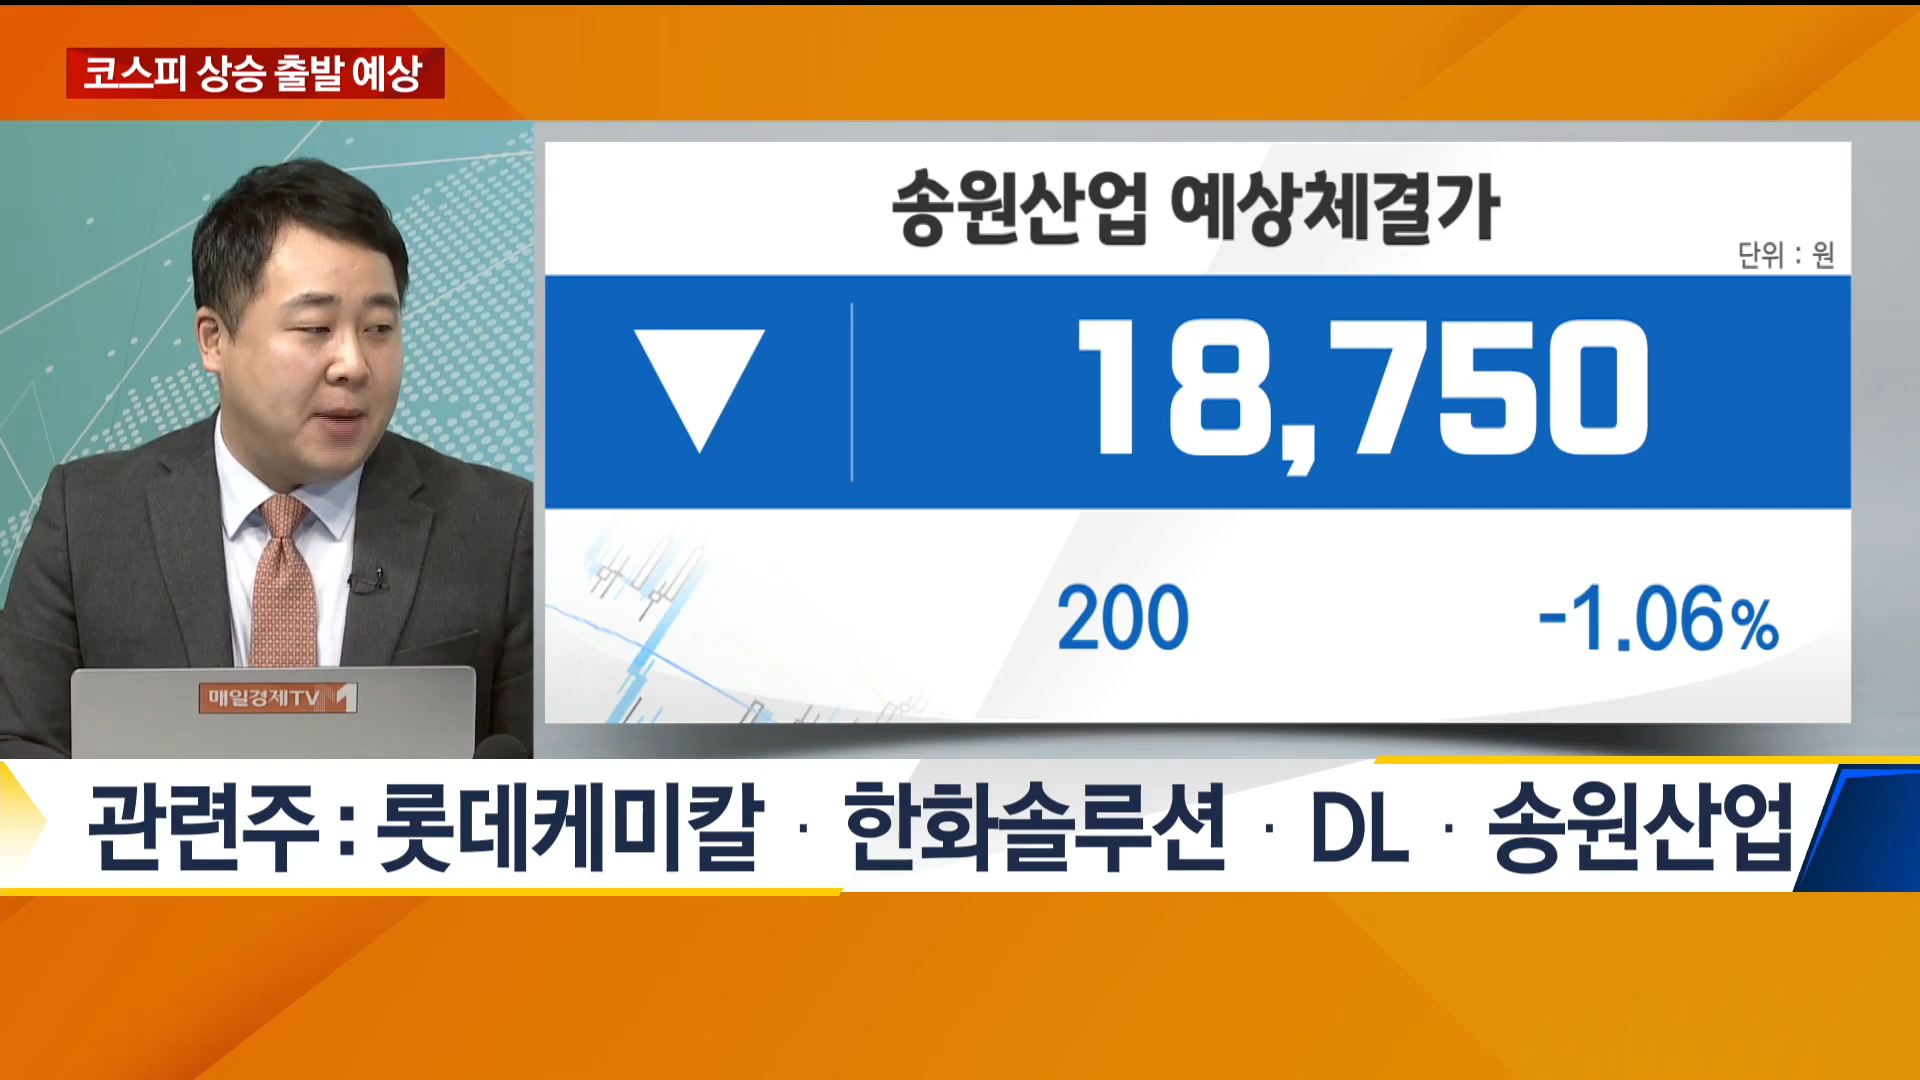 코스피 상승 출발 예상
송원산업 예상체결가
단위 : 원
▼ 18,750
200 -1.06%
매일경제TV 1
관련주 : 롯데케미칼 · 한화솔루션 · DL · 송원산업